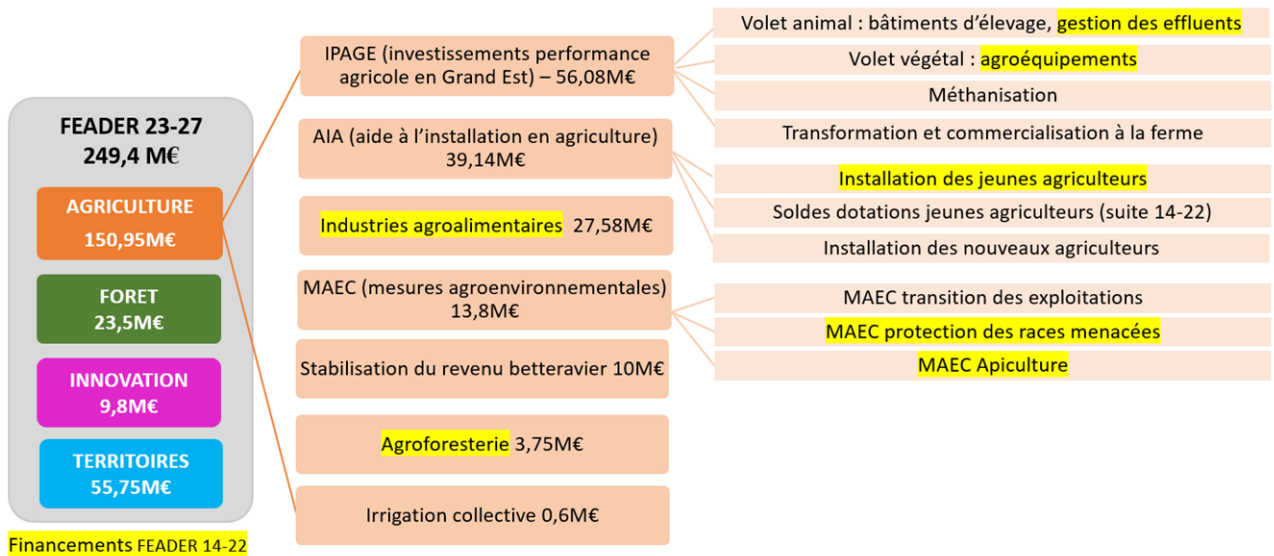 FEADER 23-27
249,4 M€
AGRICULTURE
150,95M€
FORET
23,5M€
INNOVATION
9,8M€
TERRITOIRES
55,75M€
Financements FEADER 14-22
IPAGE (investissements performance
agricole en Grand Est) – 56,08M€
AIA (aide à l’installation en agriculture)
39,14M€
Industries agroalimentaires 27,58M€
MAEC (mesures agroenvironnementales)
13,8M€
Stabilisation du revenu betteravier 10M€
Agroforesterie 3,75M€
Irrigation collective 0,6M€
Volet animal : bâtiments d’élevage, gestion des effluents
Volet végétal : agroéquipements
Méthanisation
Transformation et commercialisation à la ferme
Installation des jeunes agriculteurs
Soldes dotations jeunes agriculteurs (suite 14-22)
Installation des nouveaux agriculteurs
MAEC transition des exploitations
MAEC protection des races menacées
MAEC Apiculture